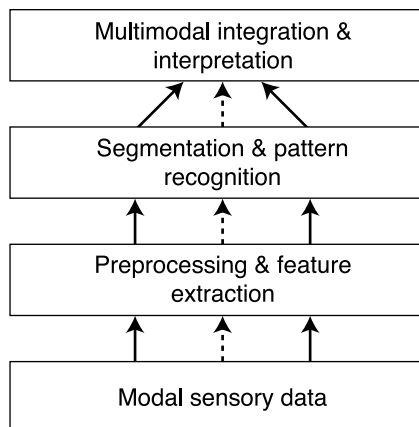 Multimodal integration &
interpretation
Segmentation & pattern
recognition
Preprocessing & feature
extraction
Modal sensory data